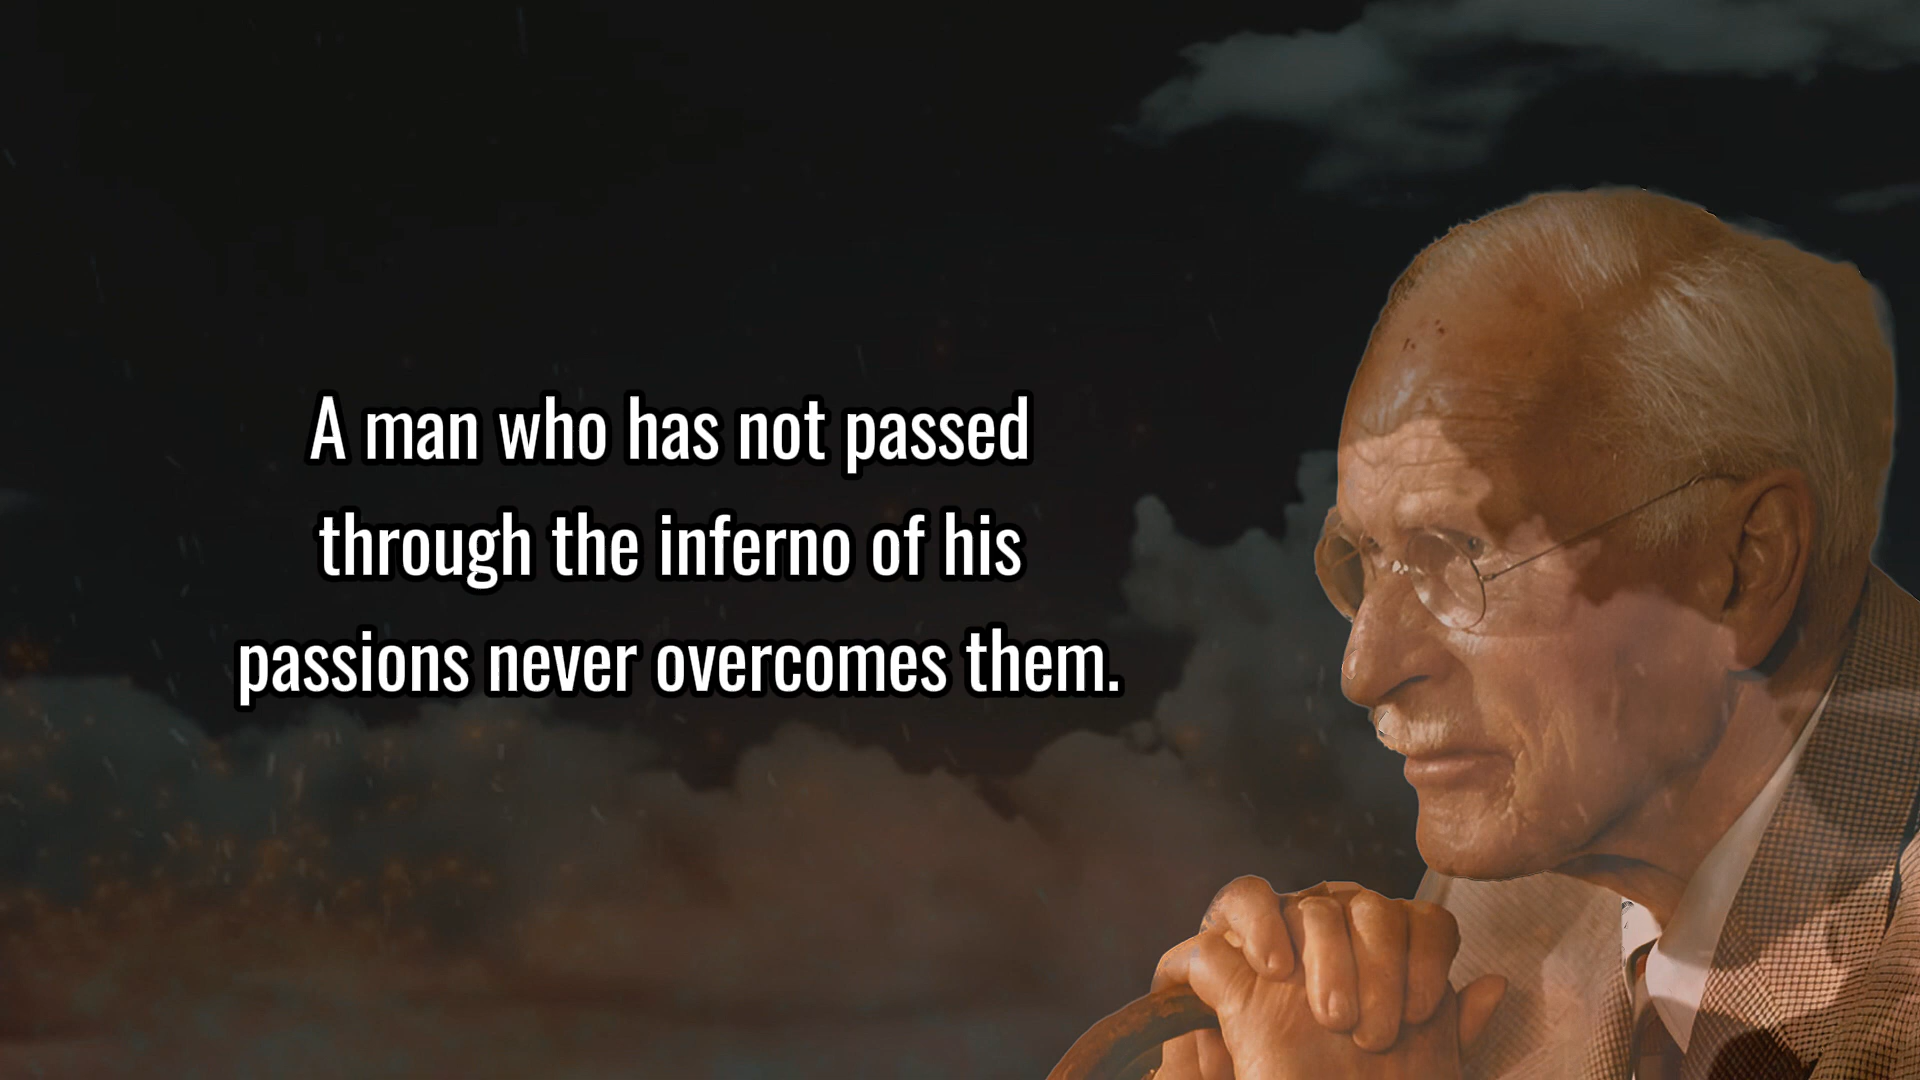 A man who has not passed
through the inferno of his
passions never overcomes them.